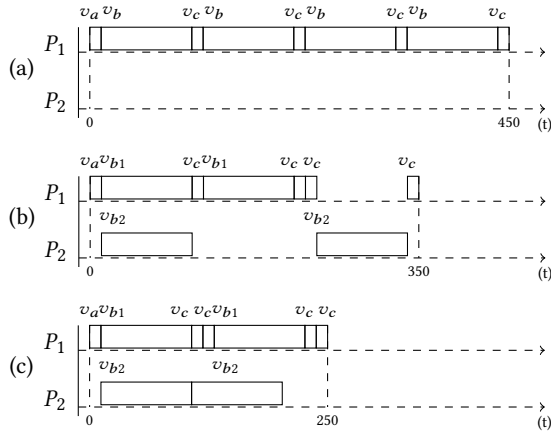 v_a v_b v_c v_b v_c v_b v_c v_b v_c
P_1
(a)
P_2
0 450 (t)
v_a v_b1 v_c v_b1 v_c v_c v_c
P_1
(b) v_b2 v_b2
P_2
0 350 (t)
v_a v_b1 v_c v_c v_b1 v_c v_c
P_1
(c) v_b2 v_b2
P_2
0 250 (t)